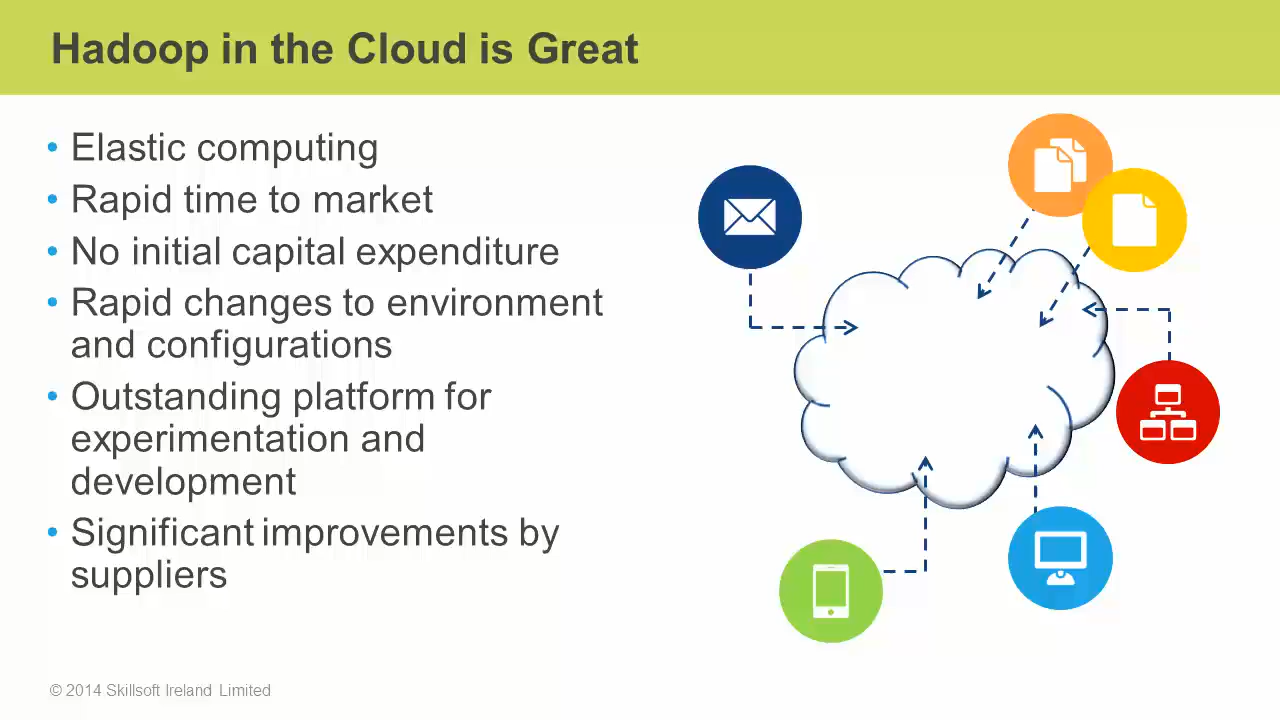 Hadoop in the Cloud is Great
• Elastic computing
• Rapid time to market
• No initial capital expenditure
• Rapid changes to environment
and configurations
• Outstanding platform for
experimentation and
development
• Significant improvements by
suppliers
© 2014 Skillsoft Ireland Limited